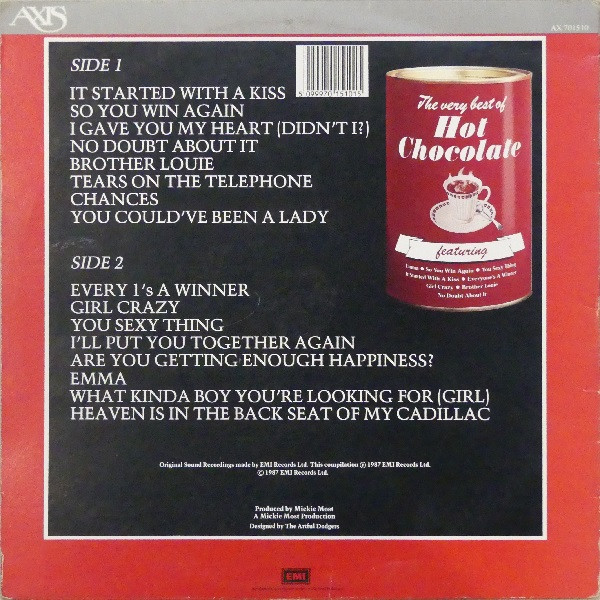 AXIS
AX 701510
SIDE 1
5 099970 151015
IT STARTED WITH A KISS
SO YOU WIN AGAIN
I GAVE YOU MY HEART (DIDN'T I?)
NO DOUBT ABOUT IT
BROTHER LOUIE
TEARS ON THE TELEPHONE
CHANCES
YOU COULD'VE BEEN A LADY
The very best of
Hot
Chocolate
featuring
Emma • So You Win Again • You Sexy Thing
It Started With A Kiss • Everyone's A Winner
Girl Crazy • Brother Louie
No Doubt About It
SIDE 2
EVERY 1's A WINNER
GIRL CRAZY
YOU SEXY THING
I'LL PUT YOU TOGETHER AGAIN
ARE YOU GETTING ENOUGH HAPPINESS?
EMMA
WHAT KINDA BOY YOU'RE LOOKING FOR (GIRL)
HEAVEN IS IN THE BACK SEAT OF MY CADILLAC
Original Sound Recordings made by EMI Records Ltd. This compilation ℗ 1987 EMI Records Ltd.
© 1987 EMI Records Ltd.
Produced by Mickie Most
A Mickie Most Production
Designed by The Artful Dodgers
EMI